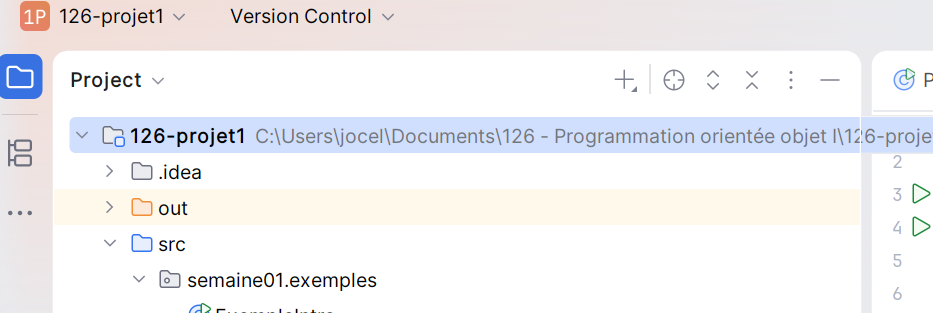 1P 126-projet1 Version Control
Project
126-projet1 C:\Users\jocel\Documents\126 - Programmation orientée objet I\126-proje
.idea
2
out
3
src
4
5
semaine01.exemples
6